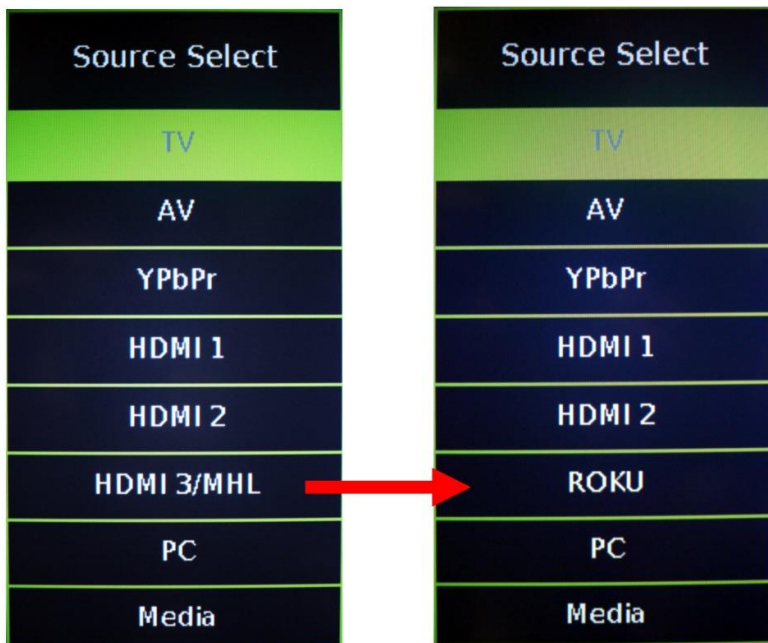 Source Select
TV
AV
YPbPr
HDMI 1
HDMI 2
HDMI 3/MHL
PC
Media
Source Select
TV
AV
YPbPr
HDMI 1
HDMI 2
ROKU
PC
Media